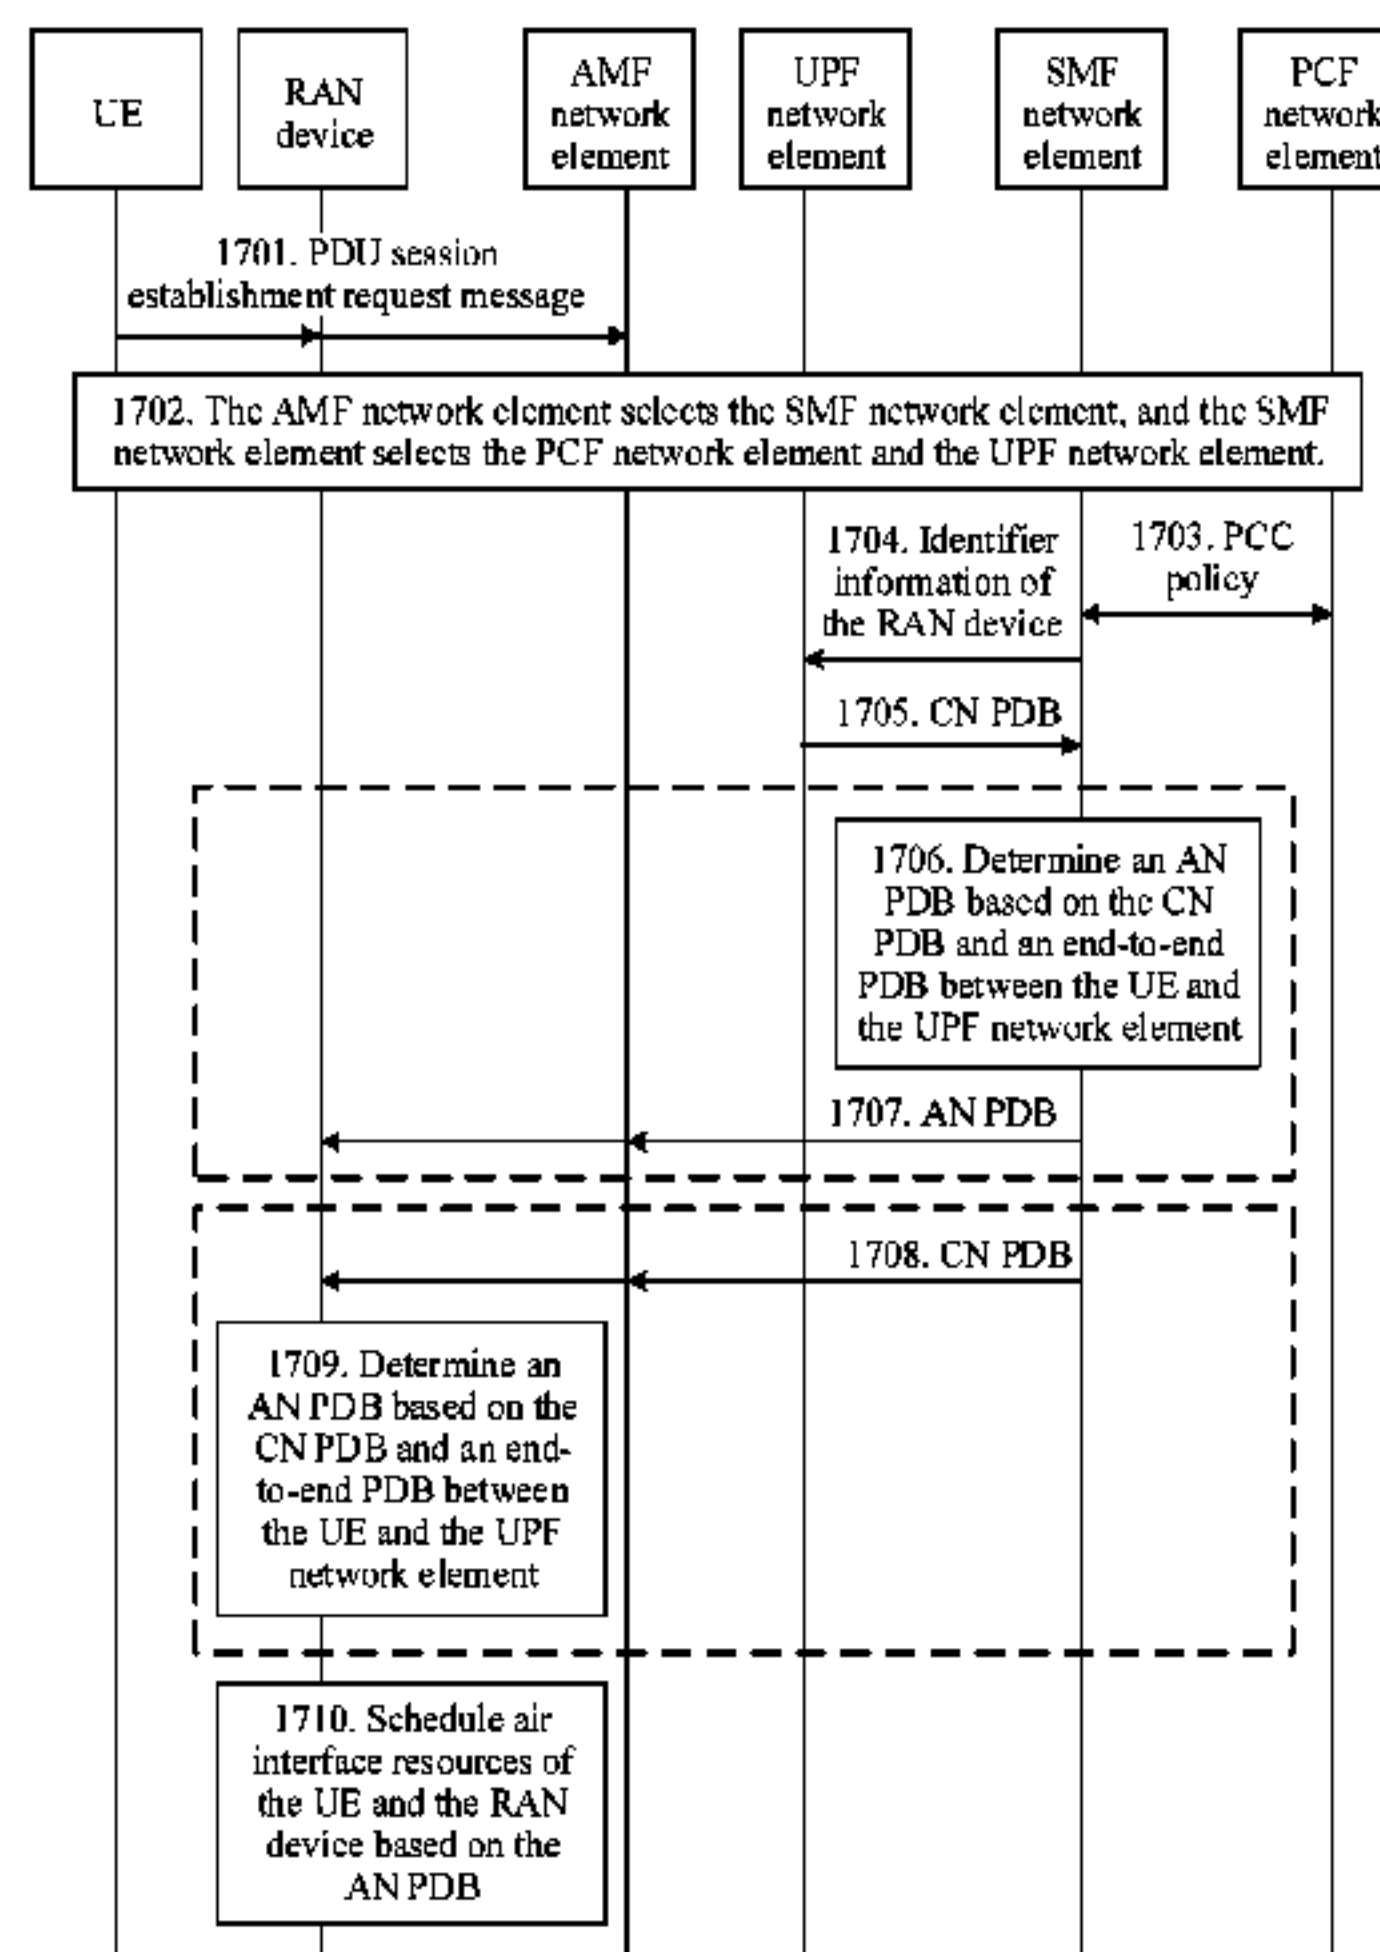 UE
RAN
device
AMF
network
element
UPF
network
element
SMF
network
element
PCF
network
element
1701. PDU session
establishment request message
1702. The AMF network element selects the SMF network element, and the SMF
network element selects the PCF network element and the UPF network element.
1703. PCC
policy
1704. Identifier
information of
the RAN device
1705. CN PDB
1706. Determine an AN
PDB based on the CN
PDB and an end-to-end
PDB between the UE and
the UPF network element
1707. AN PDB
1708. CN PDB
1709. Determine an
AN PDB based on the
CN PDB and an end-
to-end PDB between
the UE and the UPF
network element
1710. Schedule air
interface resources of
the UE and the RAN
device based on the
AN PDB